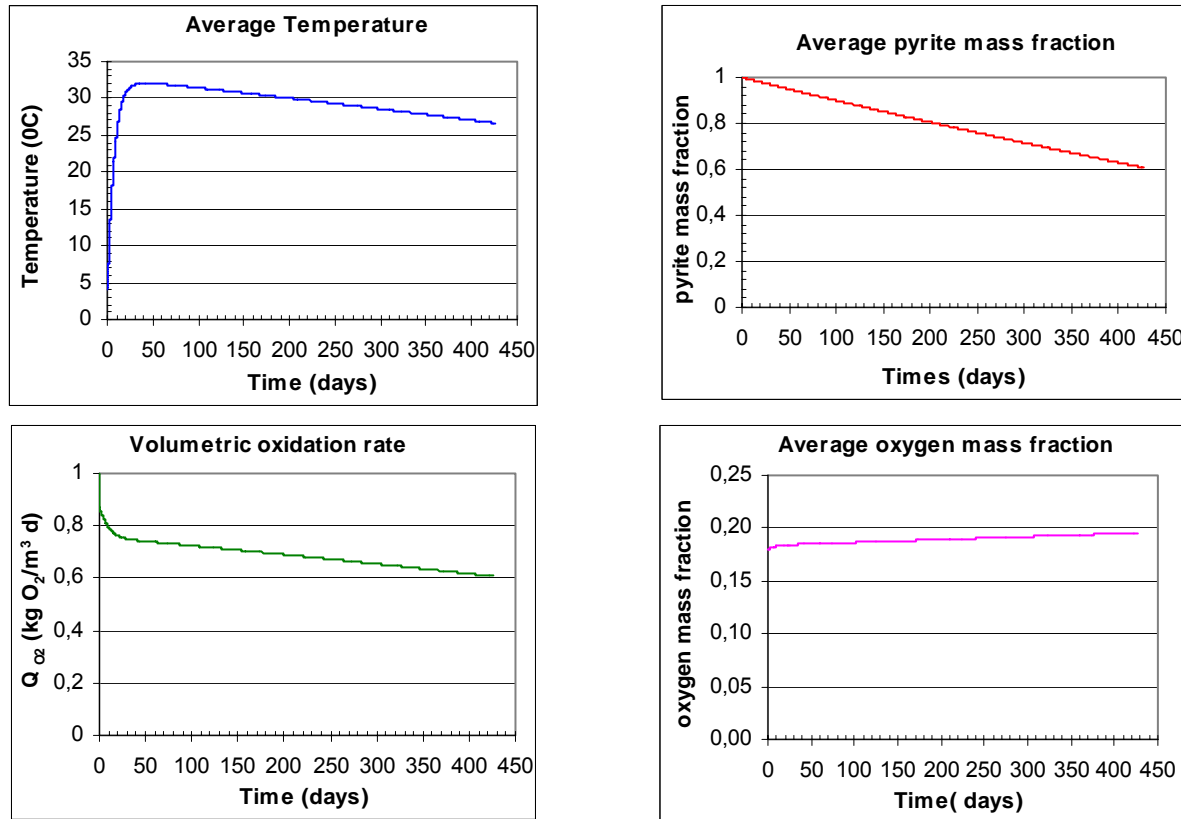 Average Temperature
Temperature (0C)
35
30
25
20
15
10
5
0
0 50 100 150 200 250 300 350 400 450
Time (days)
Average pyrite mass fraction
pyrite mass fraction
1
0,8
0,6
0,4
0,2
0
0 50 100 150 200 250 300 350 400 450
Times (days)
Volumetric oxidation rate
Q O2 (kg O2/m3 d)
1
0,8
0,6
0,4
0,2
0
0 50 100 150 200 250 300 350 400 450
Time (days)
Average oxygen mass fraction
oxygen mass fraction
0,25
0,20
0,15
0,10
0,05
0,00
0 50 100 150 200 250 300 350 400 450
Time( days)